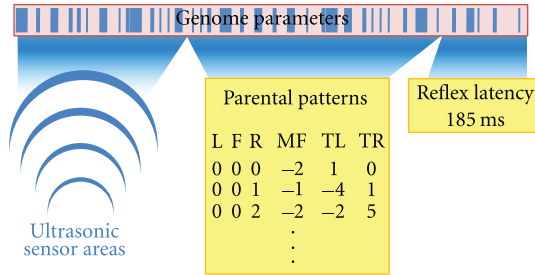 Genome parameters
Parental patterns
L F R MF TL TR
0 0 0 –2 1 0
0 0 1 –1 –4 1
0 0 2 –2 –2 5
.
.
.
Reflex latency
185 ms
Ultrasonic
sensor areas